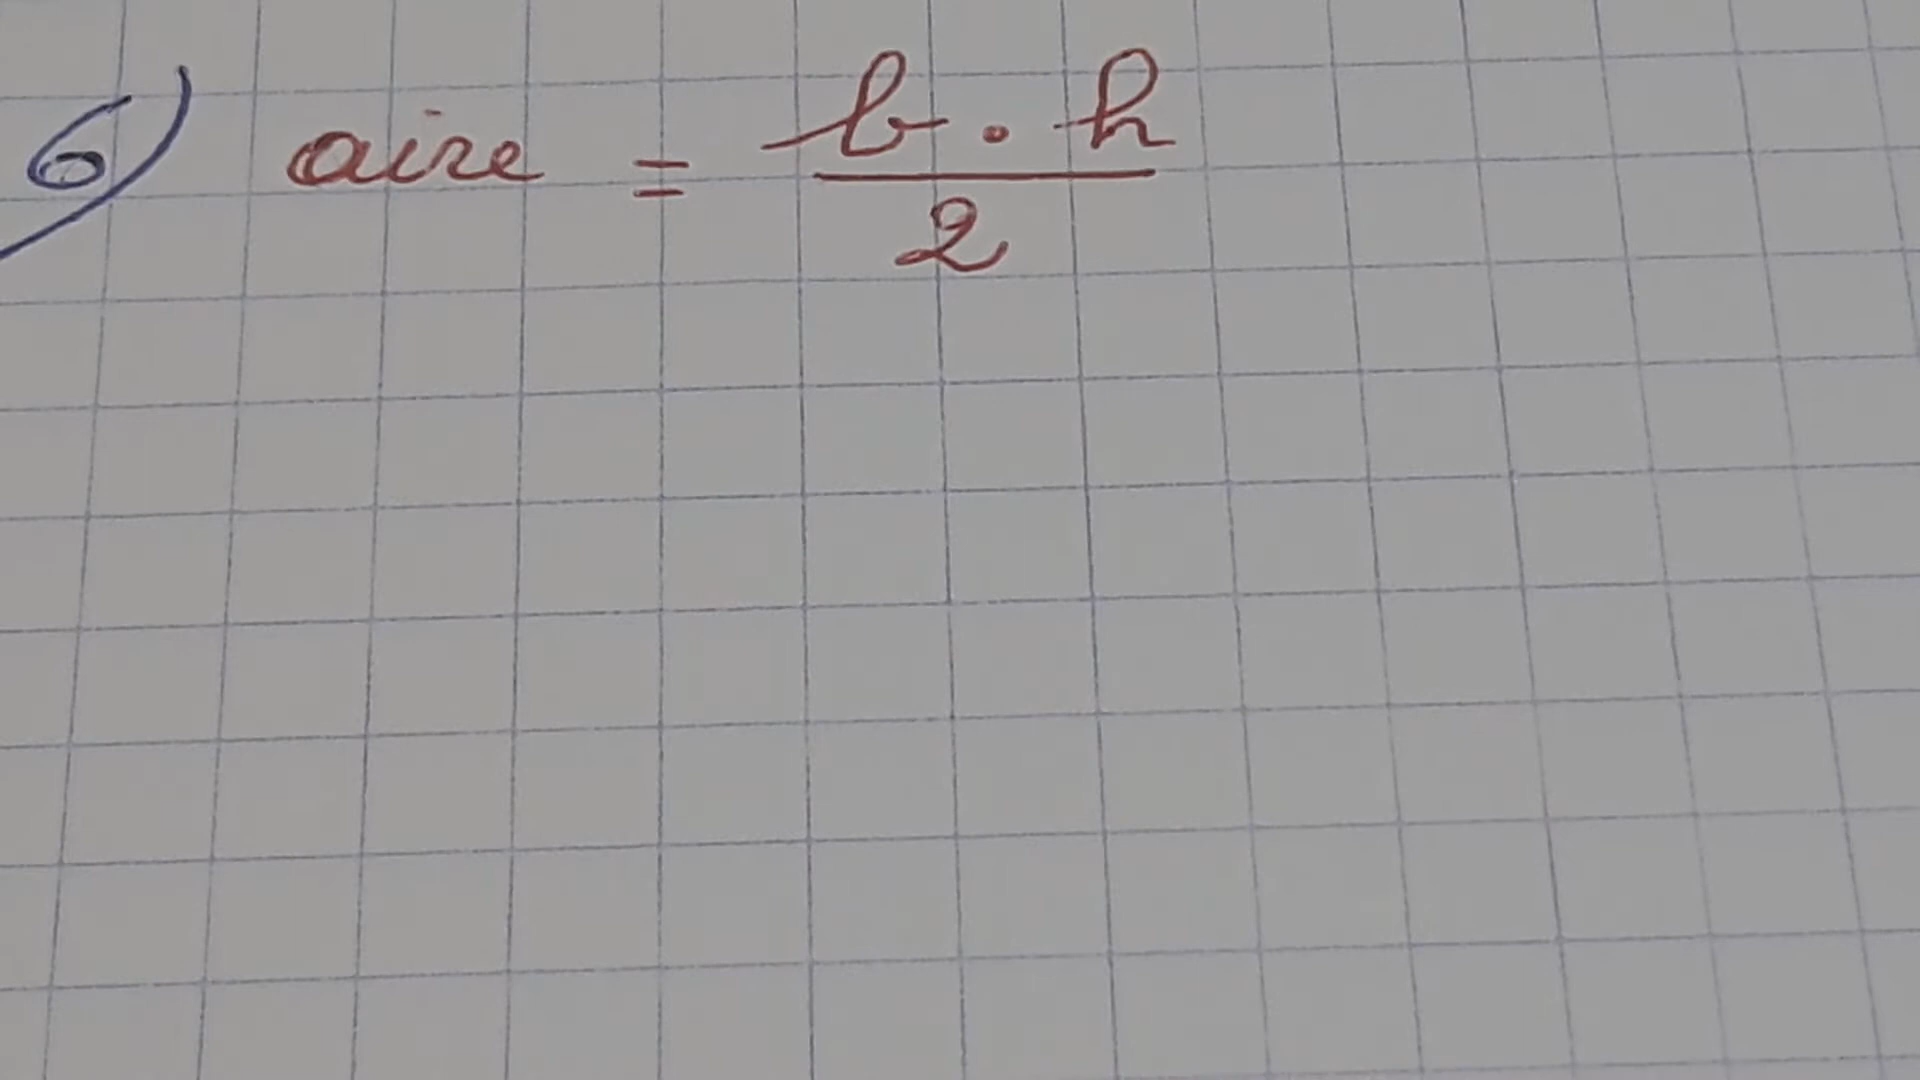 6) aire = b . h / 2